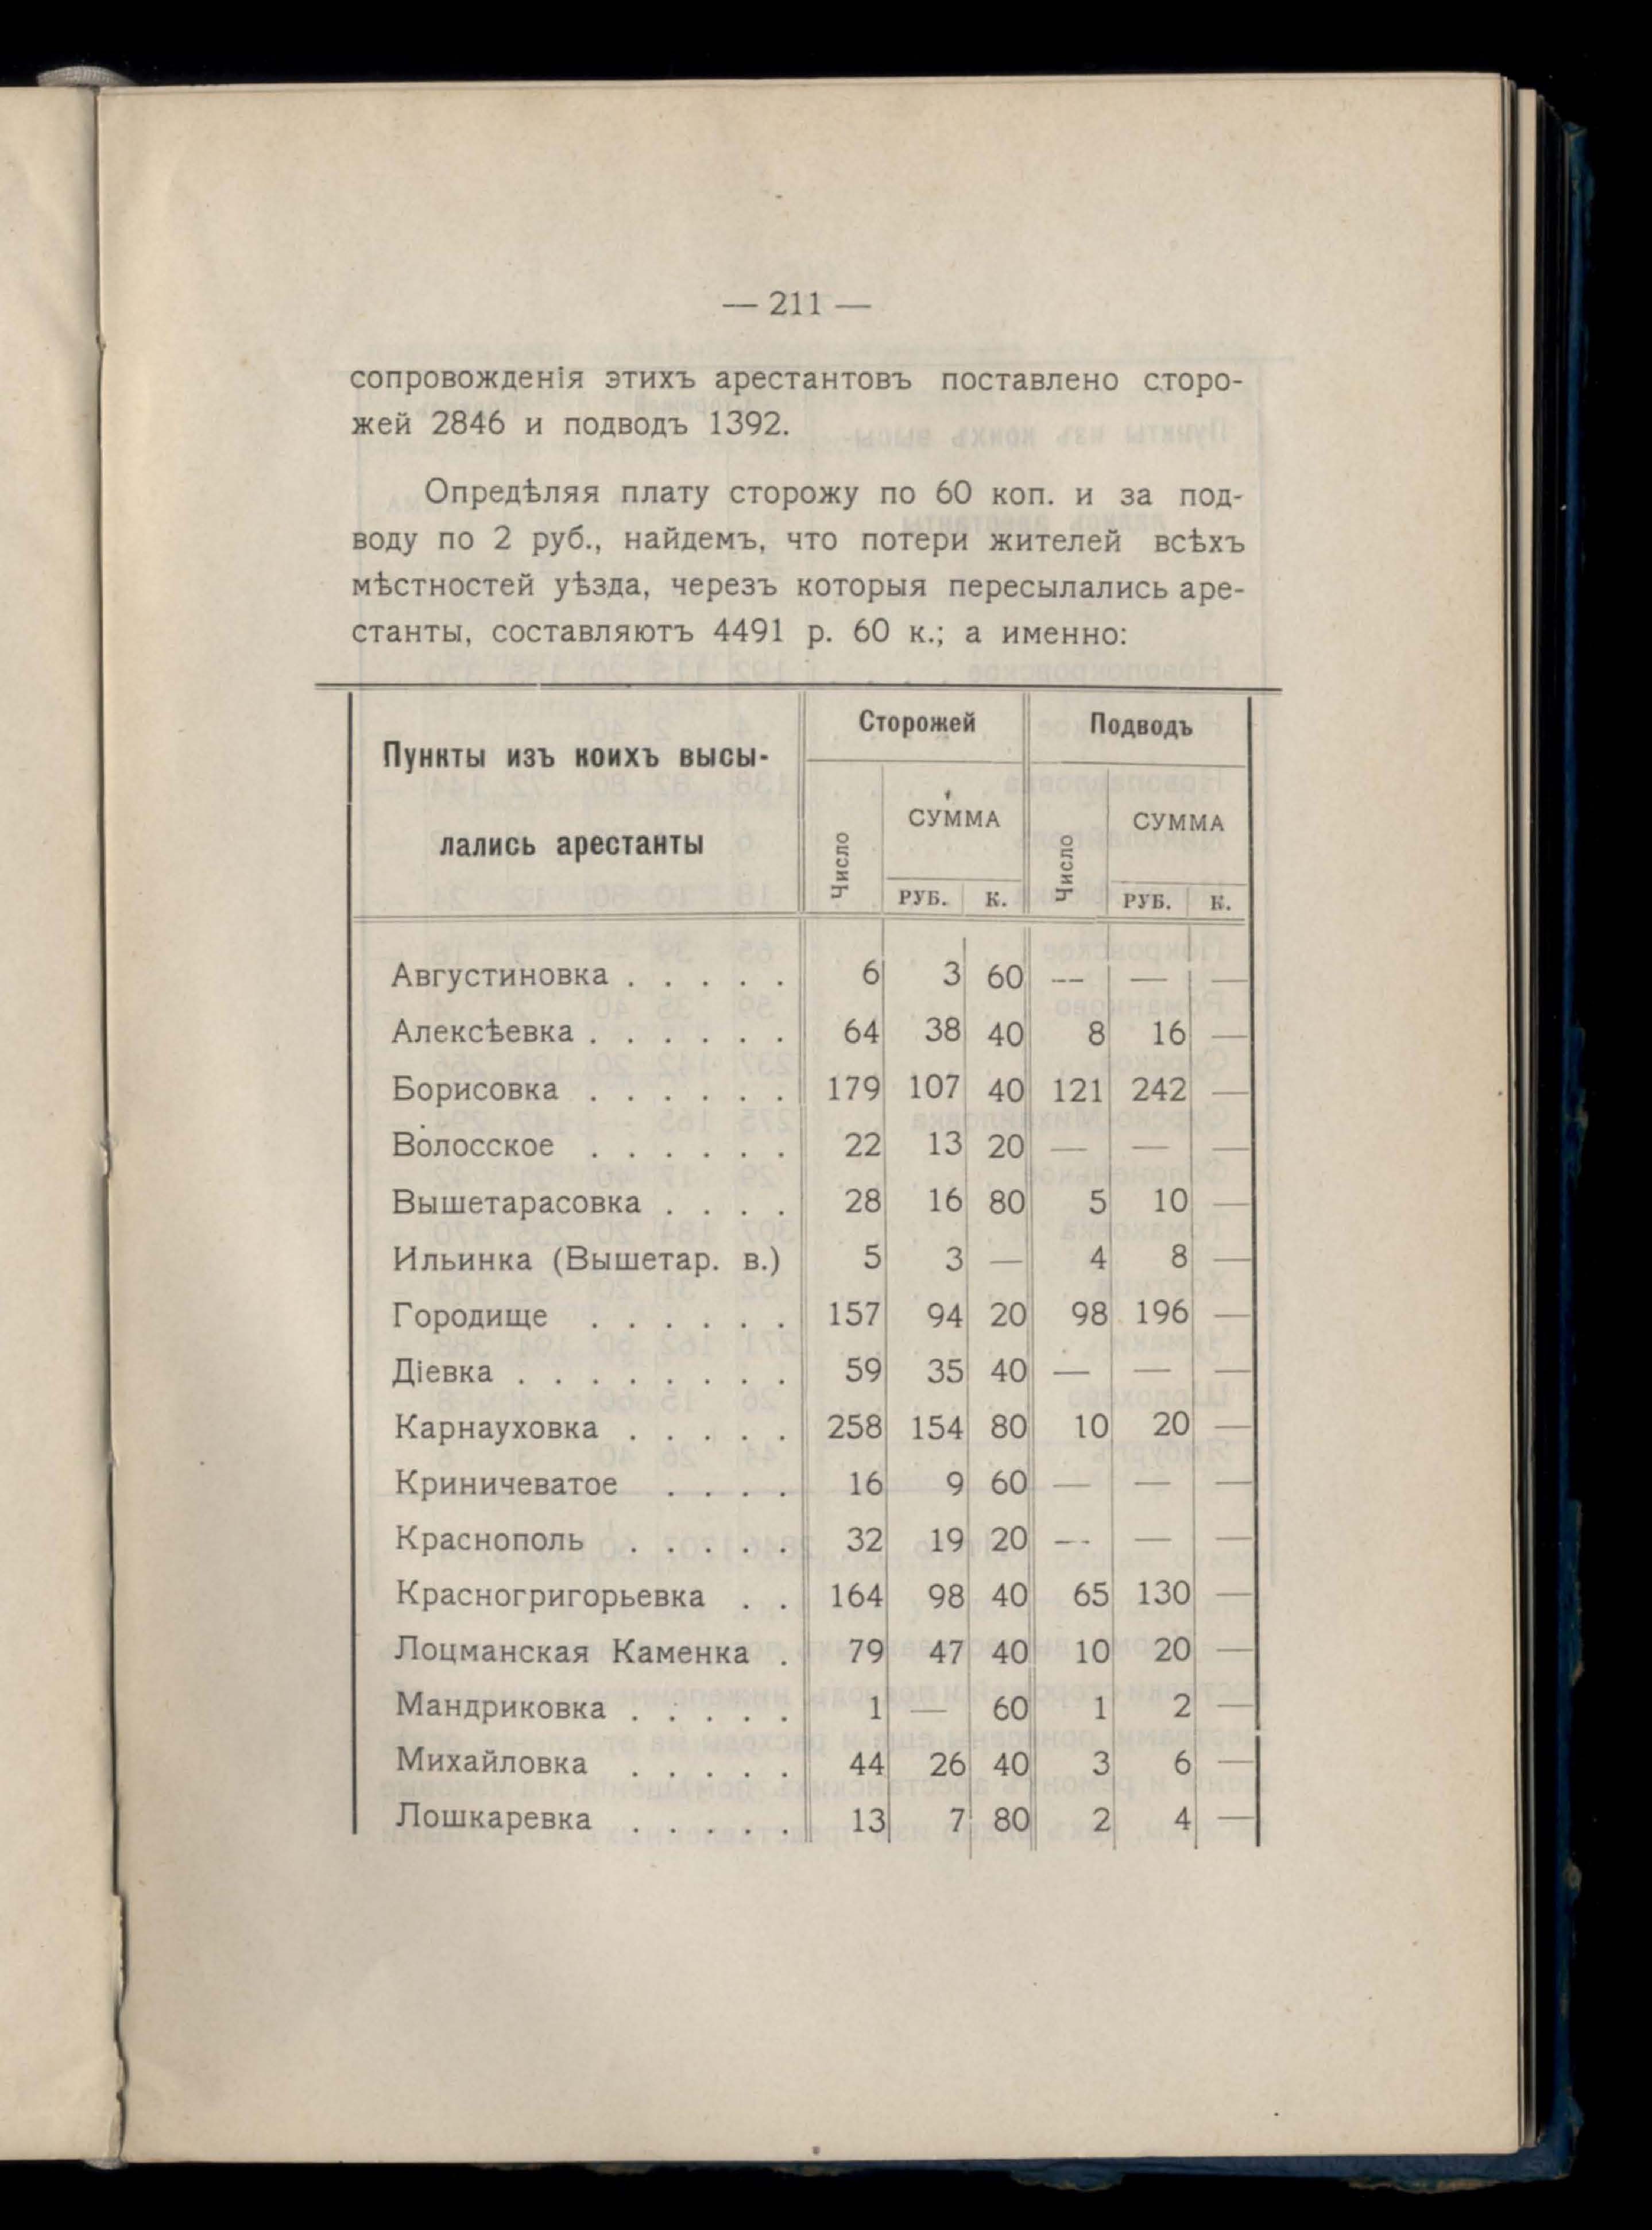 — 211 —
сопровожденія этихъ арестантовъ поставлено сторо-
жей 2846 и подводъ 1392.
Опредѣляя плату сторожу по 60 коп. и за под-
воду по 2 руб., найдемъ, что потери жителей всѣхъ
мѣстностей уѣзда, черезъ которыя пересылались аре-
станты, составляютъ 4491 р. 60 к.; а именно:
Пункты изъ коихъ высы-
лались арестанты
Сторожей Подводъ
Число СУММА Число СУММА
РУБ. К. РУБ. К.
Августиновка . . . . . 6 3 60 — — —
Алексѣевка . . . . . . 64 38 40 8 16 —
Борисовка . . . . . . 179 107 40 121 242 —
Волосское . . . . . . 22 13 20 — — —
Вышетарасовка . . . . 28 16 80 5 10 —
Ильинка (Вышетар. в.) 5 3 — 4 8 —
Городище . . . . . . 157 94 20 98 196 —
Діевка . . . . . . . . 59 35 40 — — —
Карнауховка . . . . . 258 154 80 10 20 —
Криничеватое . . . . 16 9 60 — — —
Краснополь . . . . . 32 19 20 — — —
Красногригорьевка . . 164 98 40 65 130 —
Лоцманская Каменка . 79 47 40 10 20 —
Мандриковка . . . . . 1 — 60 1 2 —
Михайловка . . . . . 44 26 40 3 6 —
Лошкаревка . . . . . 13 7 80 2 4 —